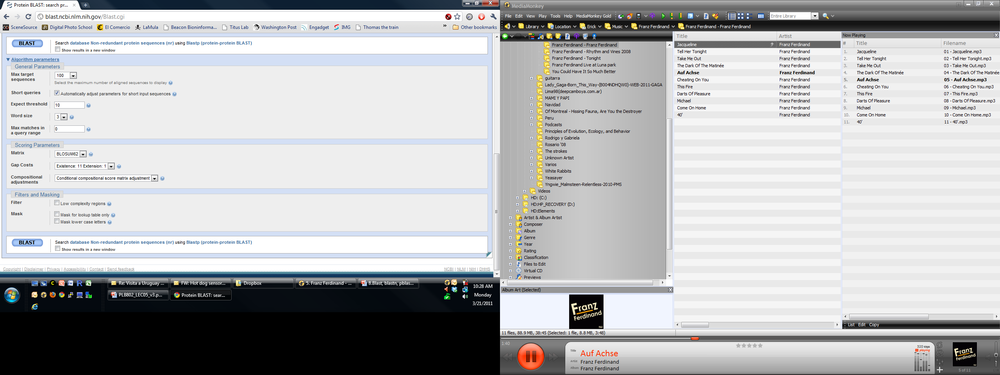 Protein BLAST: search pr...
blast.ncbi.nlm.nih.gov/Blast.cgi
SceneSource
Digital Photo School
El Comercio
LaMula
Beacon Bioninforma...
Titus Lab
Washington Post
Engadget
IMG
Thomas the train
»
Other bookmarks
BLAST
Search database Non-redundant protein sequences (nr) using Blastp (protein-protein BLAST)
Show results in a new window
Algorithm parameters
General Parameters
Max target sequences
100
Select the maximum number of aligned sequences to display
Short queries
Automatically adjust parameters for short input sequences
Expect threshold
10
Word size
3
Max matches in a query range
0
Scoring Parameters
Matrix
BLOSUM62
Gap Costs
Existence: 11 Extension: 1
Compositional adjustments
Conditional compositional score matrix adjustment
Filters and Masking
Filter
Low complexity regions
Mask
Mask for lookup table only
Mask lower case letters
BLAST
Search database Non-redundant protein sequences (nr) using Blastp (protein-protein BLAST)
Show results in a new window
Copyright | Disclaimer | Privacy | Accessibility | Contact | Send feedback
NCBI | NLM | NIH | DHHS
Re: Visita a Uruguay ...
FW: Hot dog sensor...
Dropbox
5. Franz Ferdinand - ...
8.Blast, blastn, pblas...
PLB802_LEC05_v3.p...
Protein BLAST: sear...
10:28 AM
Monday
3/21/2011
MediaMonkey
File Edit View Play Tools Help MediaMonkey Gold
Entire Library
Library
Location
Erick
Music
Franz Ferdinand
Franz Ferdinand - Franz Ferdinand
Franz Ferdinand - Franz Ferdinand
Franz Ferdinand - Rhythm and Vines 2008
Franz Ferdinand - Tonight
Franz Ferdinand Live at Luna park
You Could Have It So Much Better
guitarra
Lady_Gaga-Born_This_Way-(B004NDHQW0)-WEB-2011-GAGA
Lima98(deepcamboya.com.ar)
MAMI Y PAPI
Navidad
Of Montreal - Hissing Fauna, Are You the Destroyer
Peru
Podcasts
Principles of Evolution, Ecology, and Behavior
Rodrigo y Gabriela
Rosario '08
The strokes
Unknown Artist
Varios
White Rabbits
Yeasayer
Yngwie_Malmsteen-Relentless-2010-PMS
Videos
HD: (C:)
HD:HP_RECOVERY (D:)
HD:Elements
Artist & Album Artist
Composer
Album
Genre
Year
Rating
Classification
Files to Edit
Virtual CD
Previews
Album Art (Selected)
Franz Ferdinand
11 files, 88.9 MB, 38:45 (Selected: 1 file, 8.8 MB, 3:48)
Title Artist
Jacqueline Franz Ferdinand
Tell Her Tonight Franz Ferdinand
Take Me Out Franz Ferdinand
The Dark Of The Matinée Franz Ferdinand
Auf Achse Franz Ferdinand
Cheating On You Franz Ferdinand
This Fire Franz Ferdinand
Darts Of Pleasure Franz Ferdinand
Michael Franz Ferdinand
Come On Home Franz Ferdinand
40' Franz Ferdinand
Now Playing
# Title Filename
1. Jacqueline 01 - Jacqueline.mp3
2. Tell Her Tonight 02 - Tell Her Tonight.mp3
3. Take Me Out 03 - Take Me Out.mp3
4. The Dark Of The Matinée 04 - The Dark Of The Matinée
5. Auf Achse 05 - Auf Achse.mp3
6. Cheating On You 06 - Cheating On You.mp3
7. This Fire 07 - This Fire.mp3
8. Darts Of Pleasure 08 - Darts Of Pleasure.mp3
9. Michael 09 - Michael.mp3
10. Come On Home 10 - Come On Home.mp3
11. 40' 11 - 40'.mp3
List Edit Copy
1:40
Title Auf Achse
Artist Franz Ferdinand
Album Franz Ferdinand
320 kbps
playing
Franz Ferdinand
5 of 11